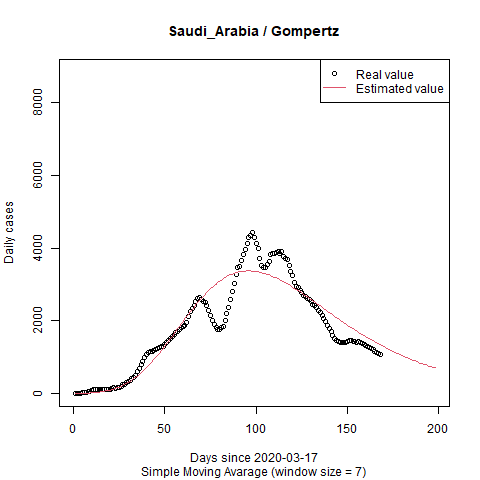 Saudi_Arabia / Gompertz
Real value
Estimated value
Daily cases
8000
6000
4000
2000
0
0 50 100 150 200
Days since 2020-03-17
Simple Moving Avarage (window size = 7)